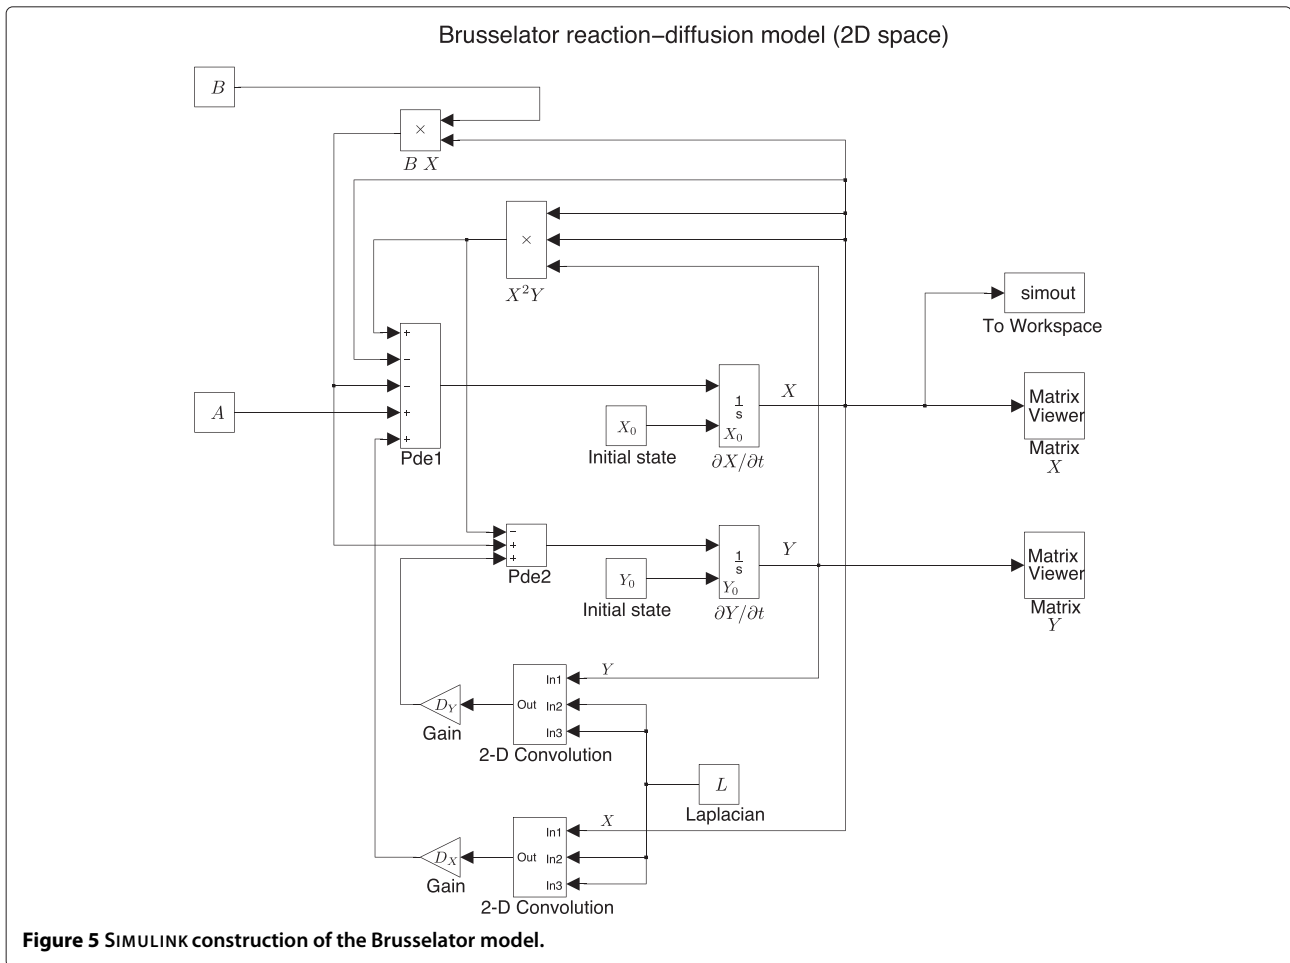 Brusselator reaction−diffusion model (2D space)
B
×
B X
×
X²Y
simout
To Workspace
+
−
−
+
+
Pde1
A
X₀
Initial state
1
s
X₀
∂X/∂t
X
Matrix
Viewer
Matrix
X
−
+
+
Pde2
Y₀
Initial state
1
s
Y₀
∂Y/∂t
Y
Matrix
Viewer
Matrix
Y
D_Y
Gain
Out
In1
In2
In3
2-D Convolution
Y
L
Laplacian
D_X
Gain
Out
In1
In2
In3
2-D Convolution
X
Figure 5 SIMULINK construction of the Brusselator model.